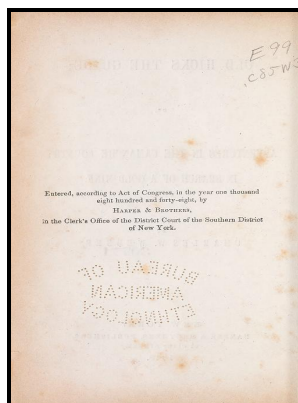 E99
.C85W3
Entered, according to Act of Congress, in the year one thousand
eight hundred and forty-eight, by
HARPER & BROTHERS,
in the Clerk's Office of the District Court of the Southern District
of New York.
BUREAU OF
AMERICAN
ETHNOLOGY